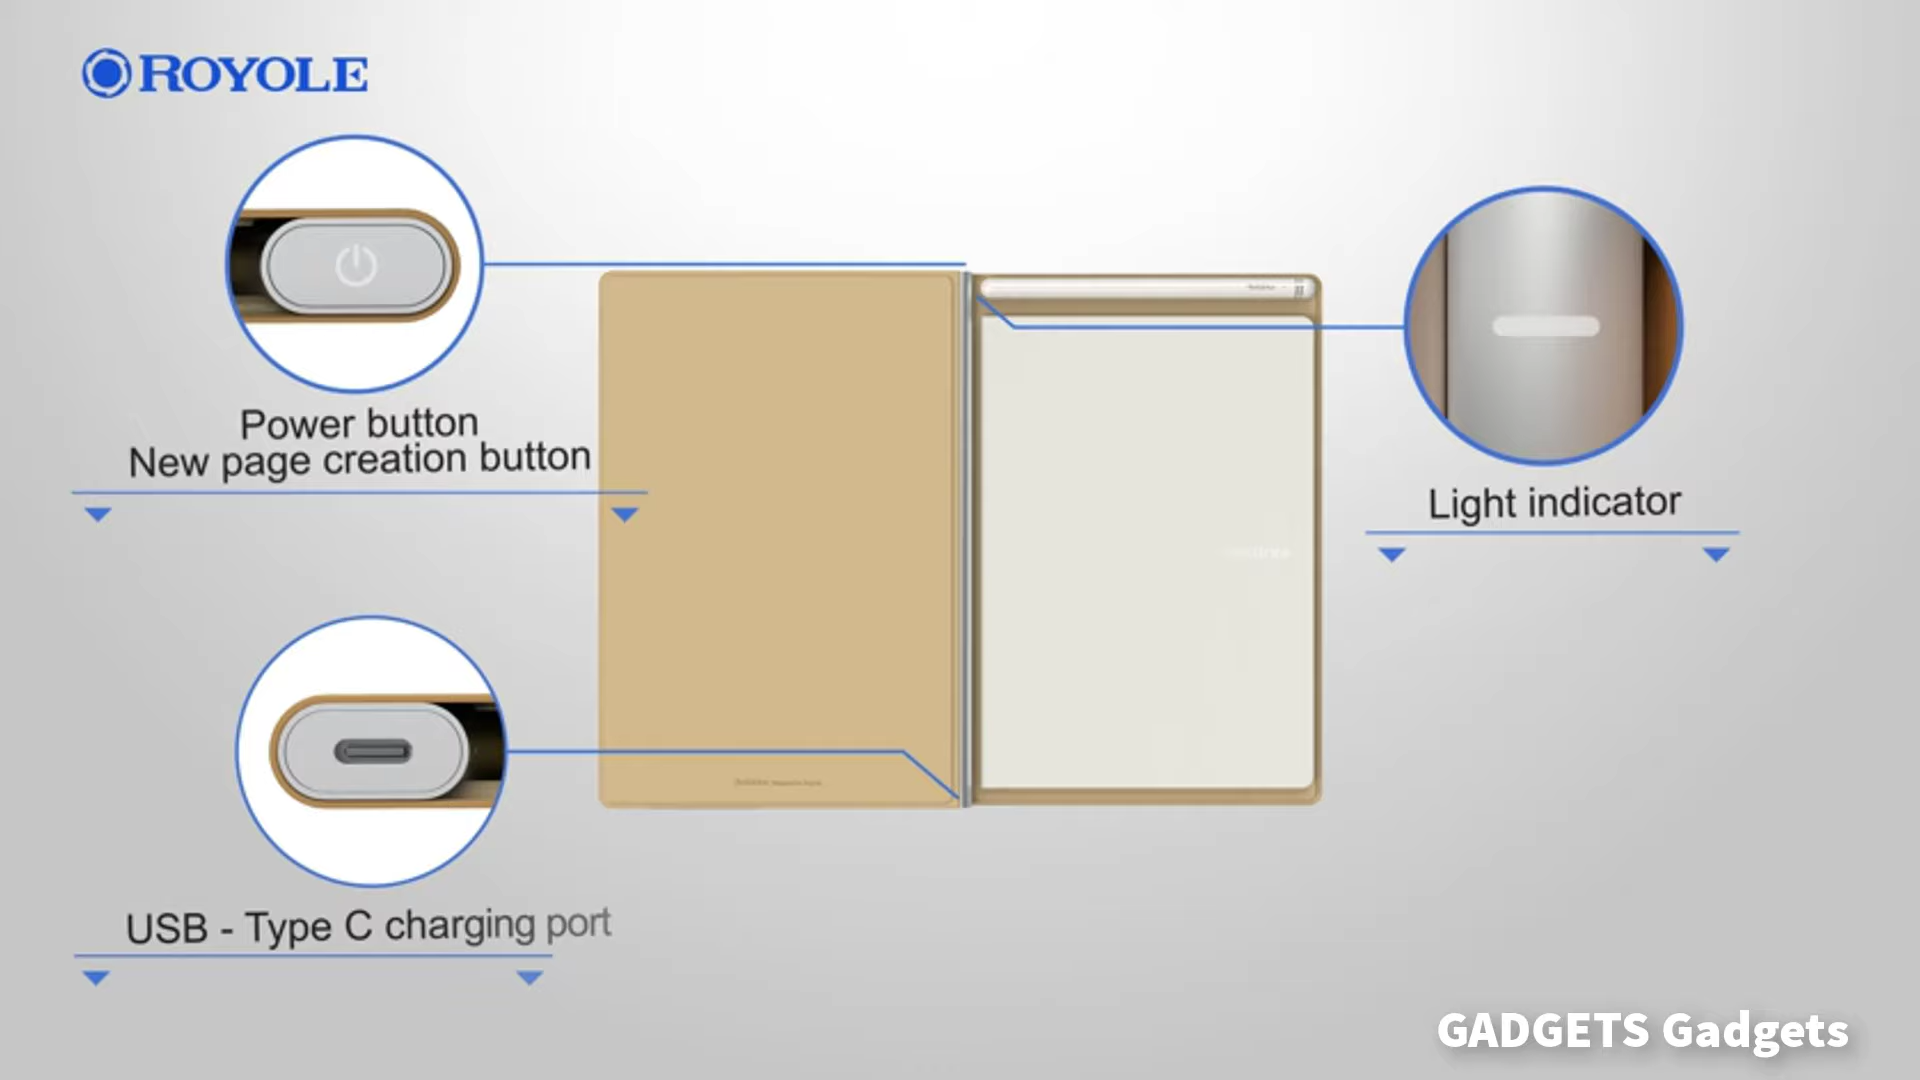 ROYOLE
Power button
New page creation button
Light indicator
USB - Type C charging port
GADGETS Gadgets